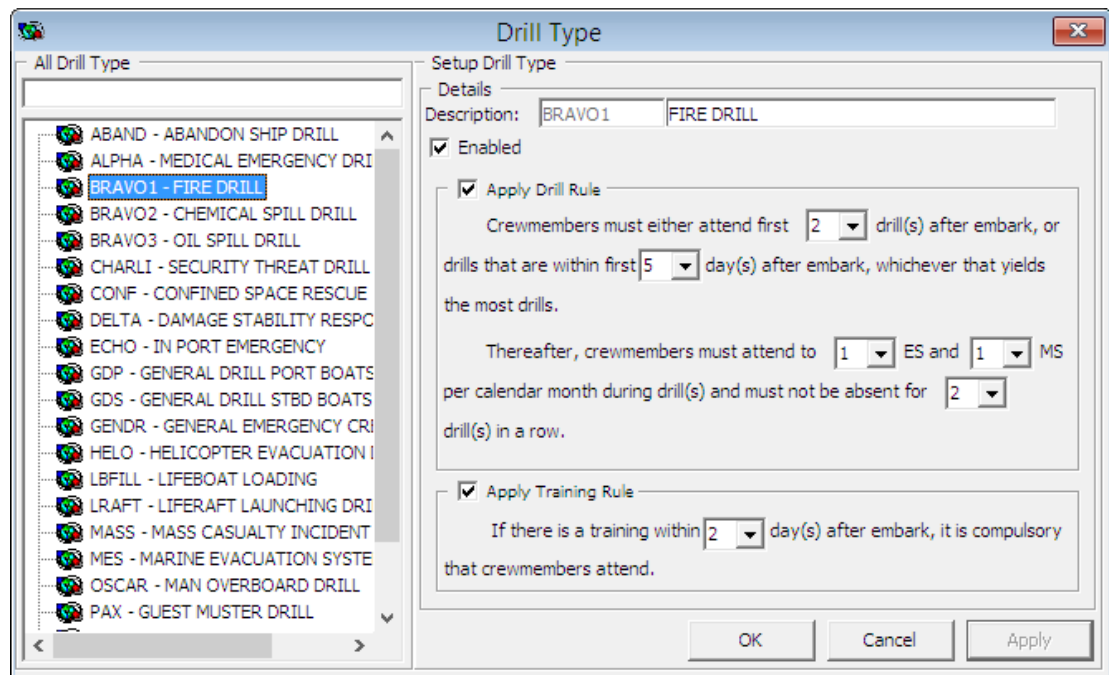 Drill Type
All Drill Type
ABAND - ABANDON SHIP DRILL
ALPHA - MEDICAL EMERGENCY DRI
BRAVO1 - FIRE DRILL
BRAVO2 - CHEMICAL SPILL DRILL
BRAVO3 - OIL SPILL DRILL
CHARLI - SECURITY THREAT DRILL
CONF - CONFINED SPACE RESCUE
DELTA - DAMAGE STABILITY RESPO
ECHO - IN PORT EMERGENCY
GDP - GENERAL DRILL PORT BOATS
GDS - GENERAL DRILL STBD BOATS
GENDR - GENERAL EMERGENCY CRE
HELO - HELICOPTER EVACUATION
LBFILL - LIFEBOAT LOADING
LRAFT - LIFERAFT LAUNCHING DRI
MASS - MASS CASUALTY INCIDENT
MES - MARINE EVACUATION SYSTE
OSCAR - MAN OVERBOARD DRILL
PAX - GUEST MUSTER DRILL
Setup Drill Type
Details
Description: BRAVO1 FIRE DRILL
Enabled
Apply Drill Rule
Crewmembers must either attend first 2 drill(s) after embark, or
drills that are within first 5 day(s) after embark, whichever that yields
the most drills.
Thereafter, crewmembers must attend to 1 ES and 1 MS
per calendar month during drill(s) and must not be absent for 2
drill(s) in a row.
Apply Training Rule
If there is a training within 2 day(s) after embark, it is compulsory
that crewmembers attend.
OK Cancel Apply